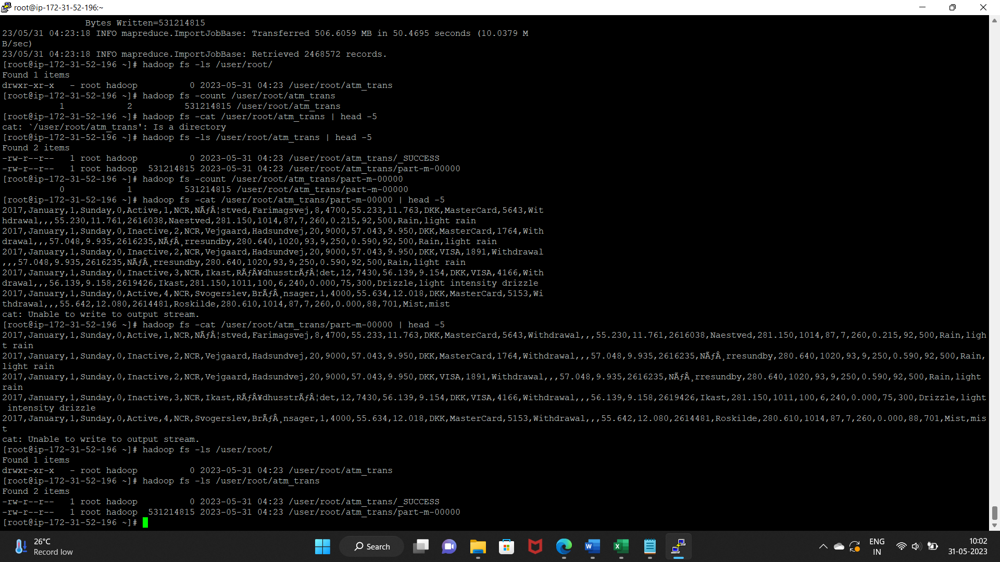 root@ip-172-31-52-196:~
Bytes Written=531214815
23/05/31 04:23:18 INFO mapreduce.ImportJobBase: Transferred 506.6059 MB in 50.4695 seconds (10.0379 M
B/sec)
23/05/31 04:23:18 INFO mapreduce.ImportJobBase: Retrieved 2468572 records.
[root@ip-172-31-52-196 ~]# hadoop fs -ls /user/root/
Found 1 items
drwxr-xr-x   - root hadoop          0 2023-05-31 04:23 /user/root/atm_trans
[root@ip-172-31-52-196 ~]# hadoop fs -count /user/root/atm_trans
           1            2          531214815 /user/root/atm_trans
[root@ip-172-31-52-196 ~]# hadoop fs -cat /user/root/atm_trans | head -5
cat: `/user/root/atm_trans': Is a directory
[root@ip-172-31-52-196 ~]# hadoop fs -ls /user/root/atm_trans | head -5
Found 2 items
-rw-r--r--   1 root hadoop          0 2023-05-31 04:23 /user/root/atm_trans/_SUCCESS
-rw-r--r--   1 root hadoop  531214815 2023-05-31 04:23 /user/root/atm_trans/part-m-00000
[root@ip-172-31-52-196 ~]# hadoop fs -count /user/root/atm_trans/part-m-00000
           0            1          531214815 /user/root/atm_trans/part-m-00000
[root@ip-172-31-52-196 ~]# hadoop fs -cat /user/root/atm_trans/part-m-00000 | head -5
2017,January,1,Sunday,0,Active,1,NCR,NÃƒÂ¦stved,Farimagsvej,8,4700,55.233,11.763,DKK,MasterCard,5643,Wit
hdrawal,,,55.230,11.761,2616038,Naestved,281.150,1014,87,7,260,0.215,92,500,Rain,light rain
2017,January,1,Sunday,0,Inactive,2,NCR,Vejgaard,Hadsundvej,20,9000,57.043,9.950,DKK,MasterCard,1764,With
drawal,,,57.048,9.935,2616235,NÃƒÂ¸rresundby,280.640,1020,93,9,250,0.590,92,500,Rain,light rain
2017,January,1,Sunday,0,Inactive,2,NCR,Vejgaard,Hadsundvej,20,9000,57.043,9.950,DKK,VISA,1891,Withdrawal
,,,57.048,9.935,2616235,NÃƒÂ¸rresundby,280.640,1020,93,9,250,0.590,92,500,Rain,light rain
2017,January,1,Sunday,0,Inactive,3,NCR,Ikast,RÃƒÂ¥dhusstrÃƒÂ¦det,12,7430,56.139,9.154,DKK,VISA,4166,With
drawal,,,56.139,9.158,2619426,Ikast,281.150,1011,100,6,240,0.000,75,300,Drizzle,light intensity drizzle
2017,January,1,Sunday,0,Active,4,NCR,Svogerslev,BrÃƒÂ¸nsager,1,4000,55.634,12.018,DKK,MasterCard,5153,Wi
thdrawal,,,55.642,12.080,2614481,Roskilde,280.610,1014,87,7,260,0.000,88,701,Mist,mist
cat: Unable to write to output stream.
[root@ip-172-31-52-196 ~]# hadoop fs -cat /user/root/atm_trans/part-m-00000 | head -5
2017,January,1,Sunday,0,Active,1,NCR,NÃƒÂ¦stved,Farimagsvej,8,4700,55.233,11.763,DKK,MasterCard,5643,Withdrawal,,,55.230,11.761,2616038,Naestved,281.150,1014,87,7,260,0.215,92,500,Rain,ligh
t rain
2017,January,1,Sunday,0,Inactive,2,NCR,Vejgaard,Hadsundvej,20,9000,57.043,9.950,DKK,MasterCard,1764,Withdrawal,,,57.048,9.935,2616235,NÃƒÂ¸rresundby,280.640,1020,93,9,250,0.590,92,500,Rain,
light rain
2017,January,1,Sunday,0,Inactive,2,NCR,Vejgaard,Hadsundvej,20,9000,57.043,9.950,DKK,VISA,1891,Withdrawal,,,57.048,9.935,2616235,NÃƒÂ¸rresundby,280.640,1020,93,9,250,0.590,92,500,Rain,light
rain
2017,January,1,Sunday,0,Inactive,3,NCR,Ikast,RÃƒÂ¥dhusstrÃƒÂ¦det,12,7430,56.139,9.154,DKK,VISA,4166,Withdrawal,,,56.139,9.158,2619426,Ikast,281.150,1011,100,6,240,0.000,75,300,Drizzle,light
 intensity drizzle
2017,January,1,Sunday,0,Active,4,NCR,Svogerslev,BrÃƒÂ¸nsager,1,4000,55.634,12.018,DKK,MasterCard,5153,Withdrawal,,,55.642,12.080,2614481,Roskilde,280.610,1014,87,7,260,0.000,88,701,Mist,mis
t
cat: Unable to write to output stream.
[root@ip-172-31-52-196 ~]# hadoop fs -ls /user/root/
Found 1 items
drwxr-xr-x   - root hadoop          0 2023-05-31 04:23 /user/root/atm_trans
[root@ip-172-31-52-196 ~]# hadoop fs -ls /user/root/atm_trans
Found 2 items
-rw-r--r--   1 root hadoop          0 2023-05-31 04:23 /user/root/atm_trans/_SUCCESS
-rw-r--r--   1 root hadoop  531214815 2023-05-31 04:23 /user/root/atm_trans/part-m-00000
[root@ip-172-31-52-196 ~]#
26°C
Record low
Search
ENG
IN
10:02
31-05-2023